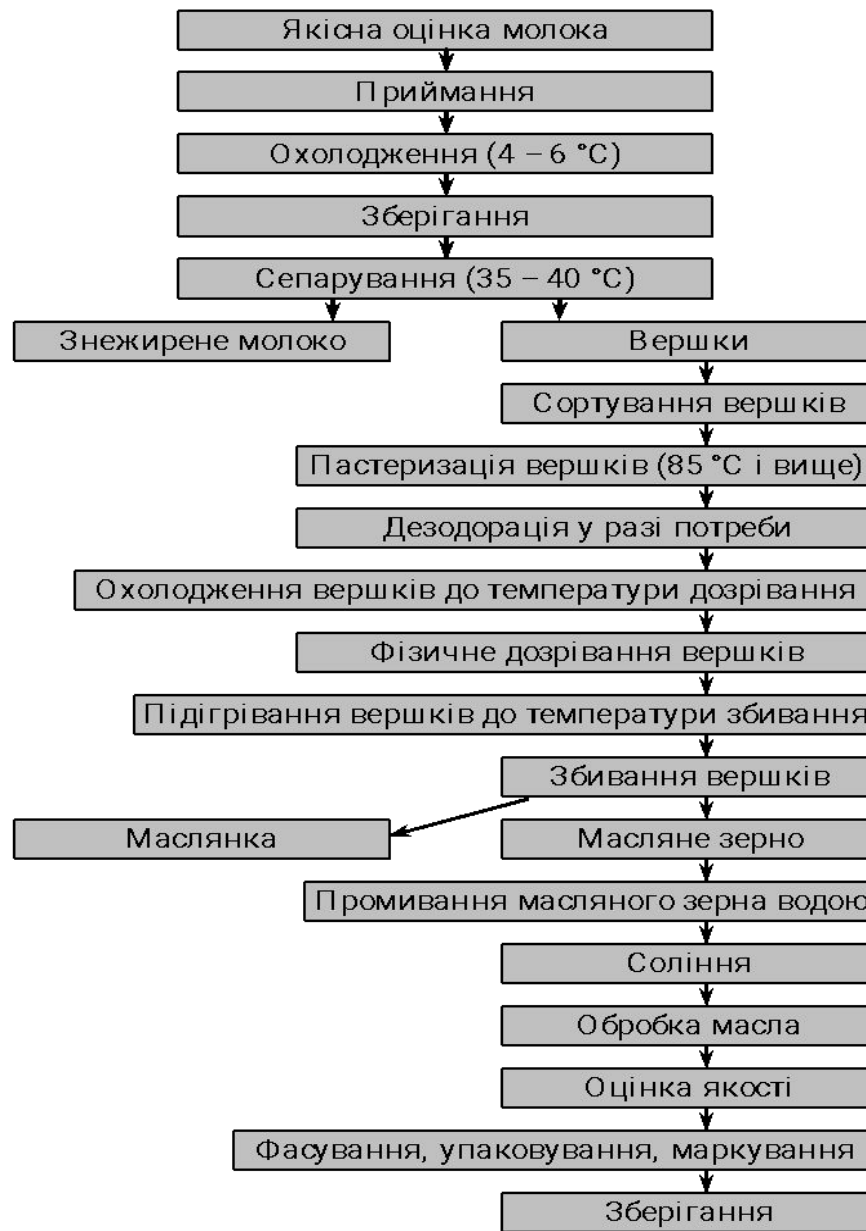 Якісна оцінка молока
Приймання
Охолодження (4 – 6 °С)
Зберігання
Сепарування (35 – 40 °С)
Знежирене молоко
Вершки
Сортування вершків
Пастеризація вершків (85 °С і вище)
Дезодорація у разі потреби
Охолодження вершків до температури дозрівання
Фізичне дозрівання вершків
Підігрівання вершків до температури збивання
Збивання вершків
Маслянка
Масляне зерно
Промивання масляного зерна водою
Соління
Обробка масла
Оцінка якості
Фасування, упаковування, маркування
Зберігання